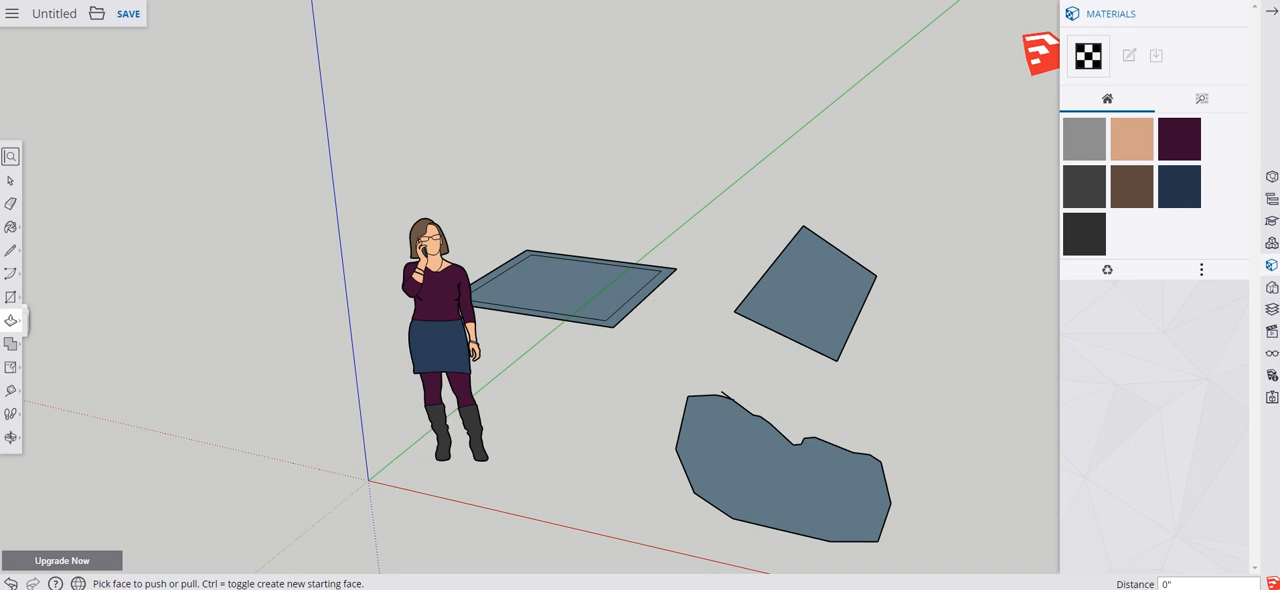 Untitled
SAVE
MATERIALS
Upgrade Now
Pick face to push or pull. Ctrl = toggle create new starting face.
Distance
0"